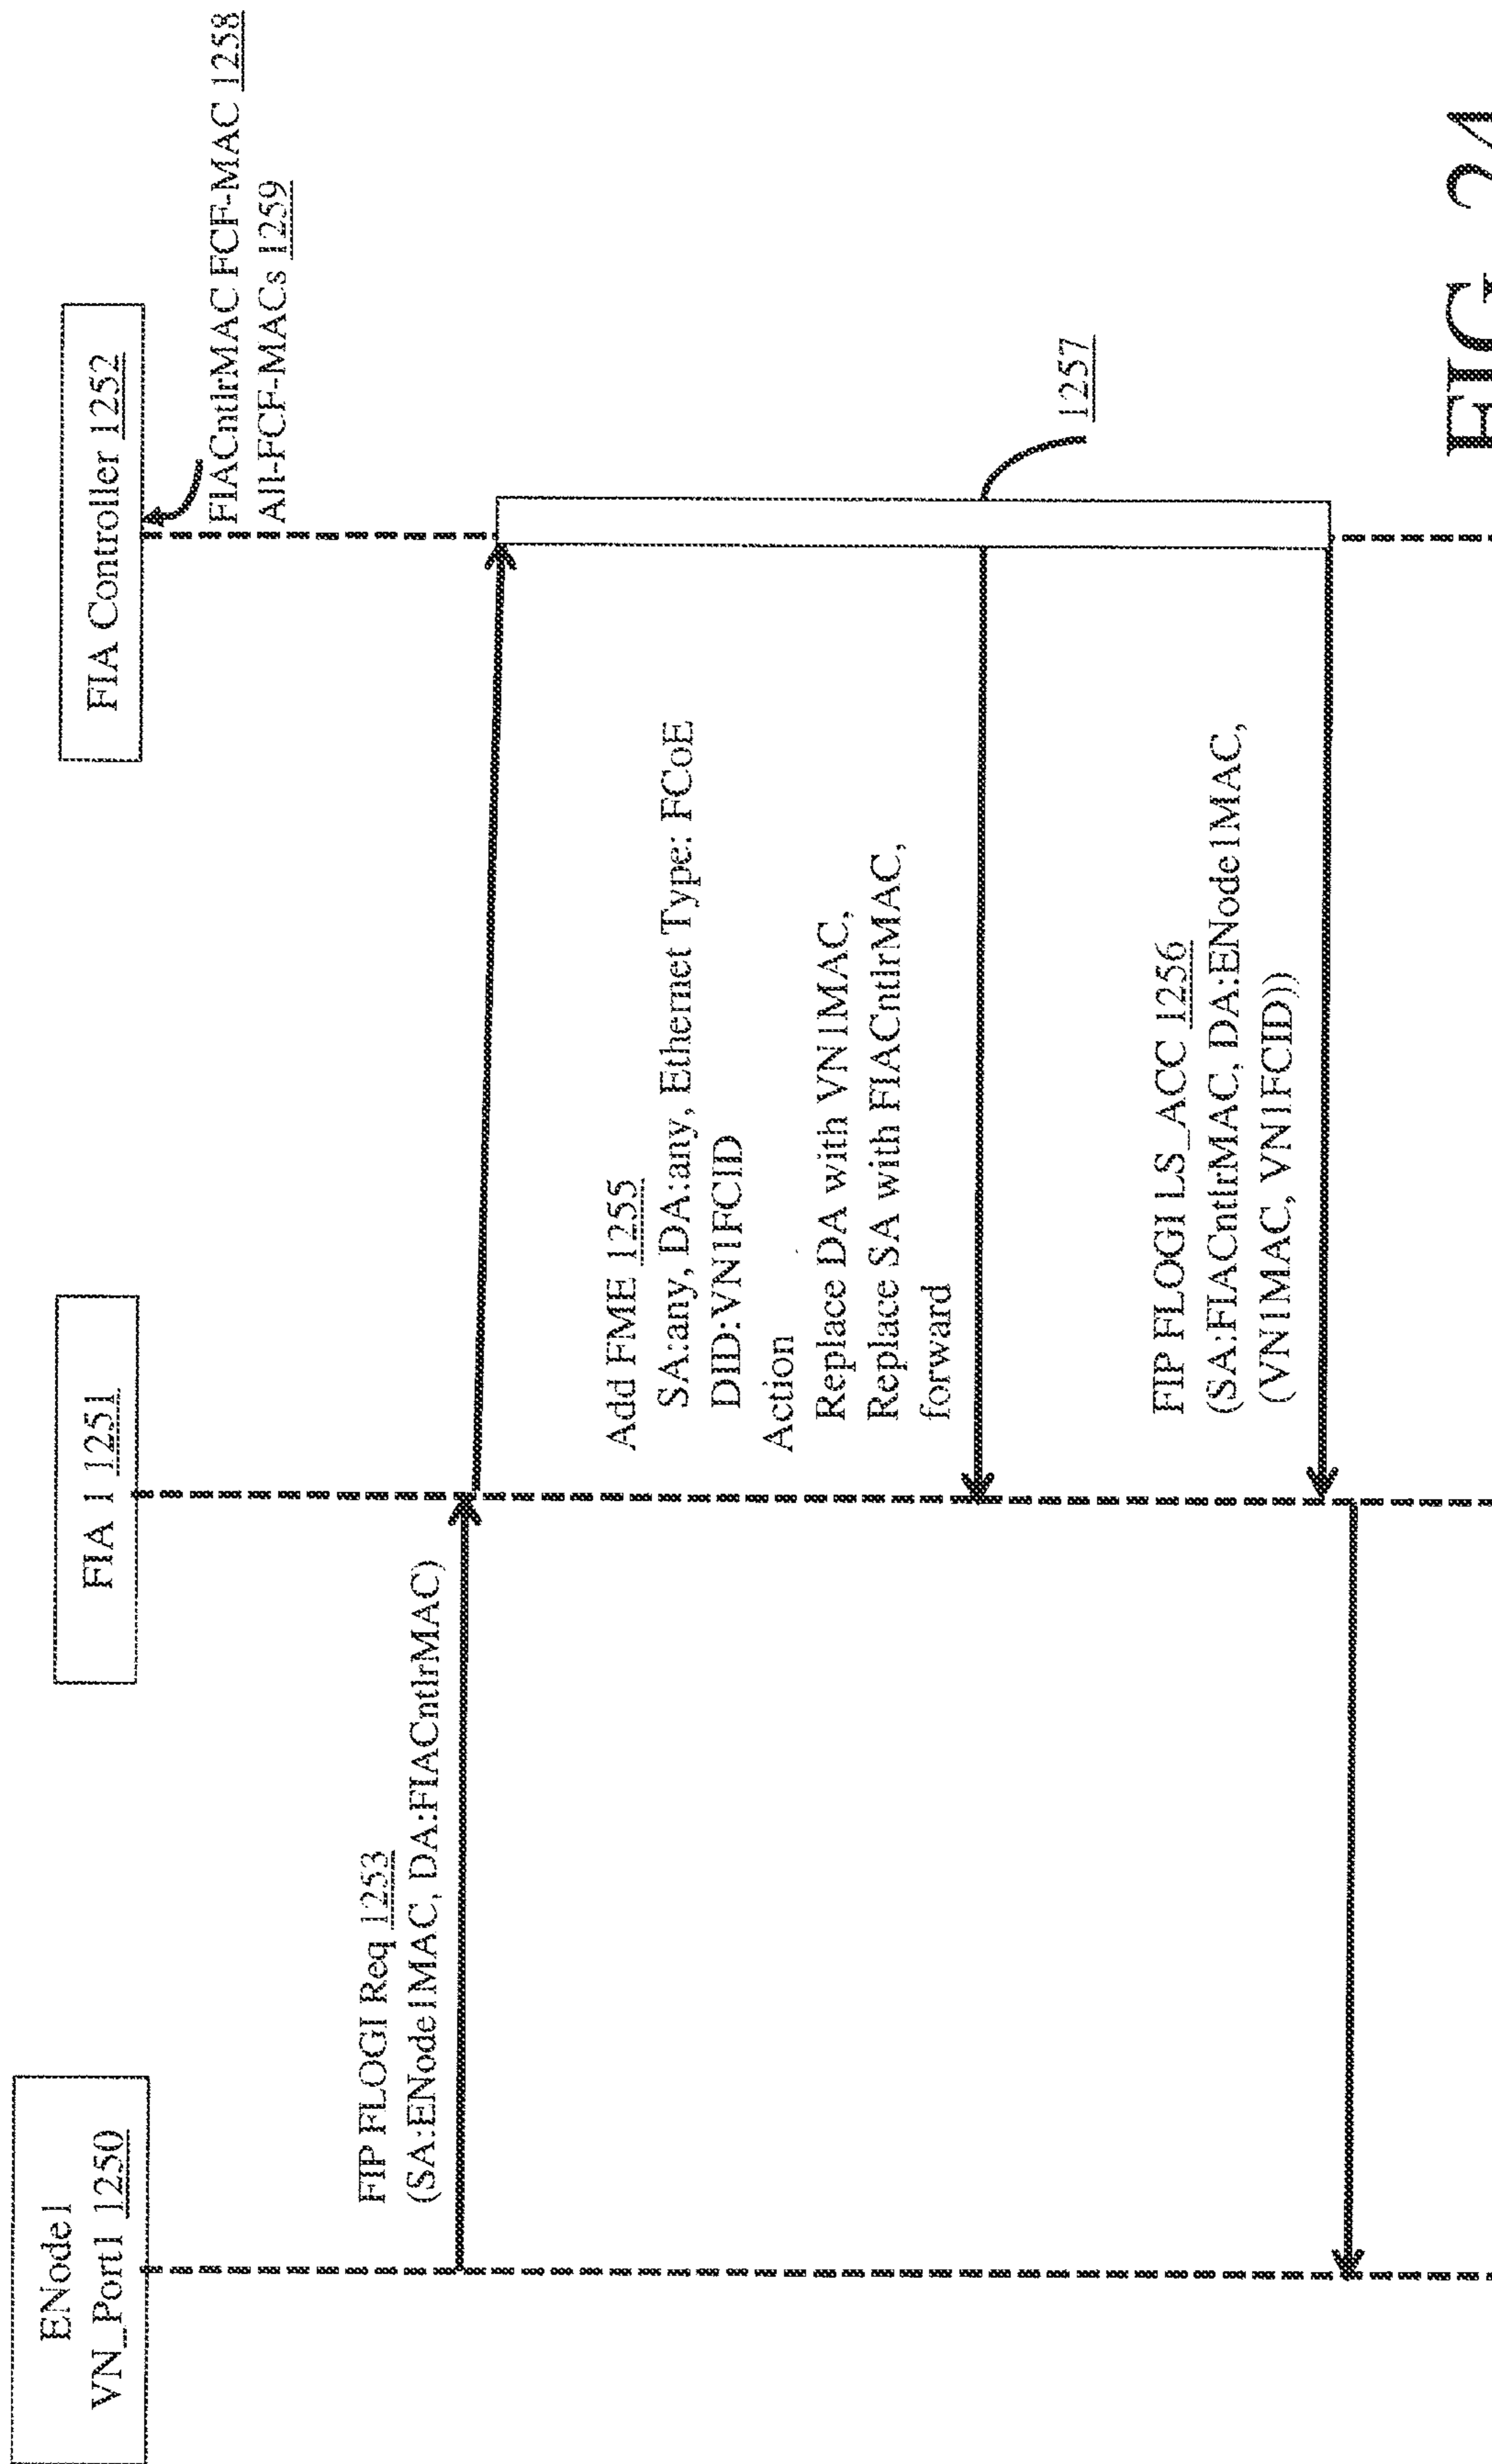 ENode1
VN_Port1 1250
FIA 1 1251
FIA Controller 1252
FIACntlrMAC FCF-MAC 1258
All-FCF-MACs 1259
FIP FLOGI Req 1253
(SA:ENode1MAC, DA:FIACntlrMAC)
Add FME 1255
SA:any, DA:any, Ethernet Type: FCoE
DID:VN1FCID
Action
Replace DA with VN1MAC,
Replace SA with FIACntlrMAC,
forward
1257
FIP FLOGI LS_ACC 1256
(SA:FIACntlrMAC, DA:ENode1MAC,
(VN1MAC, VN1FCID))
FIG. 24